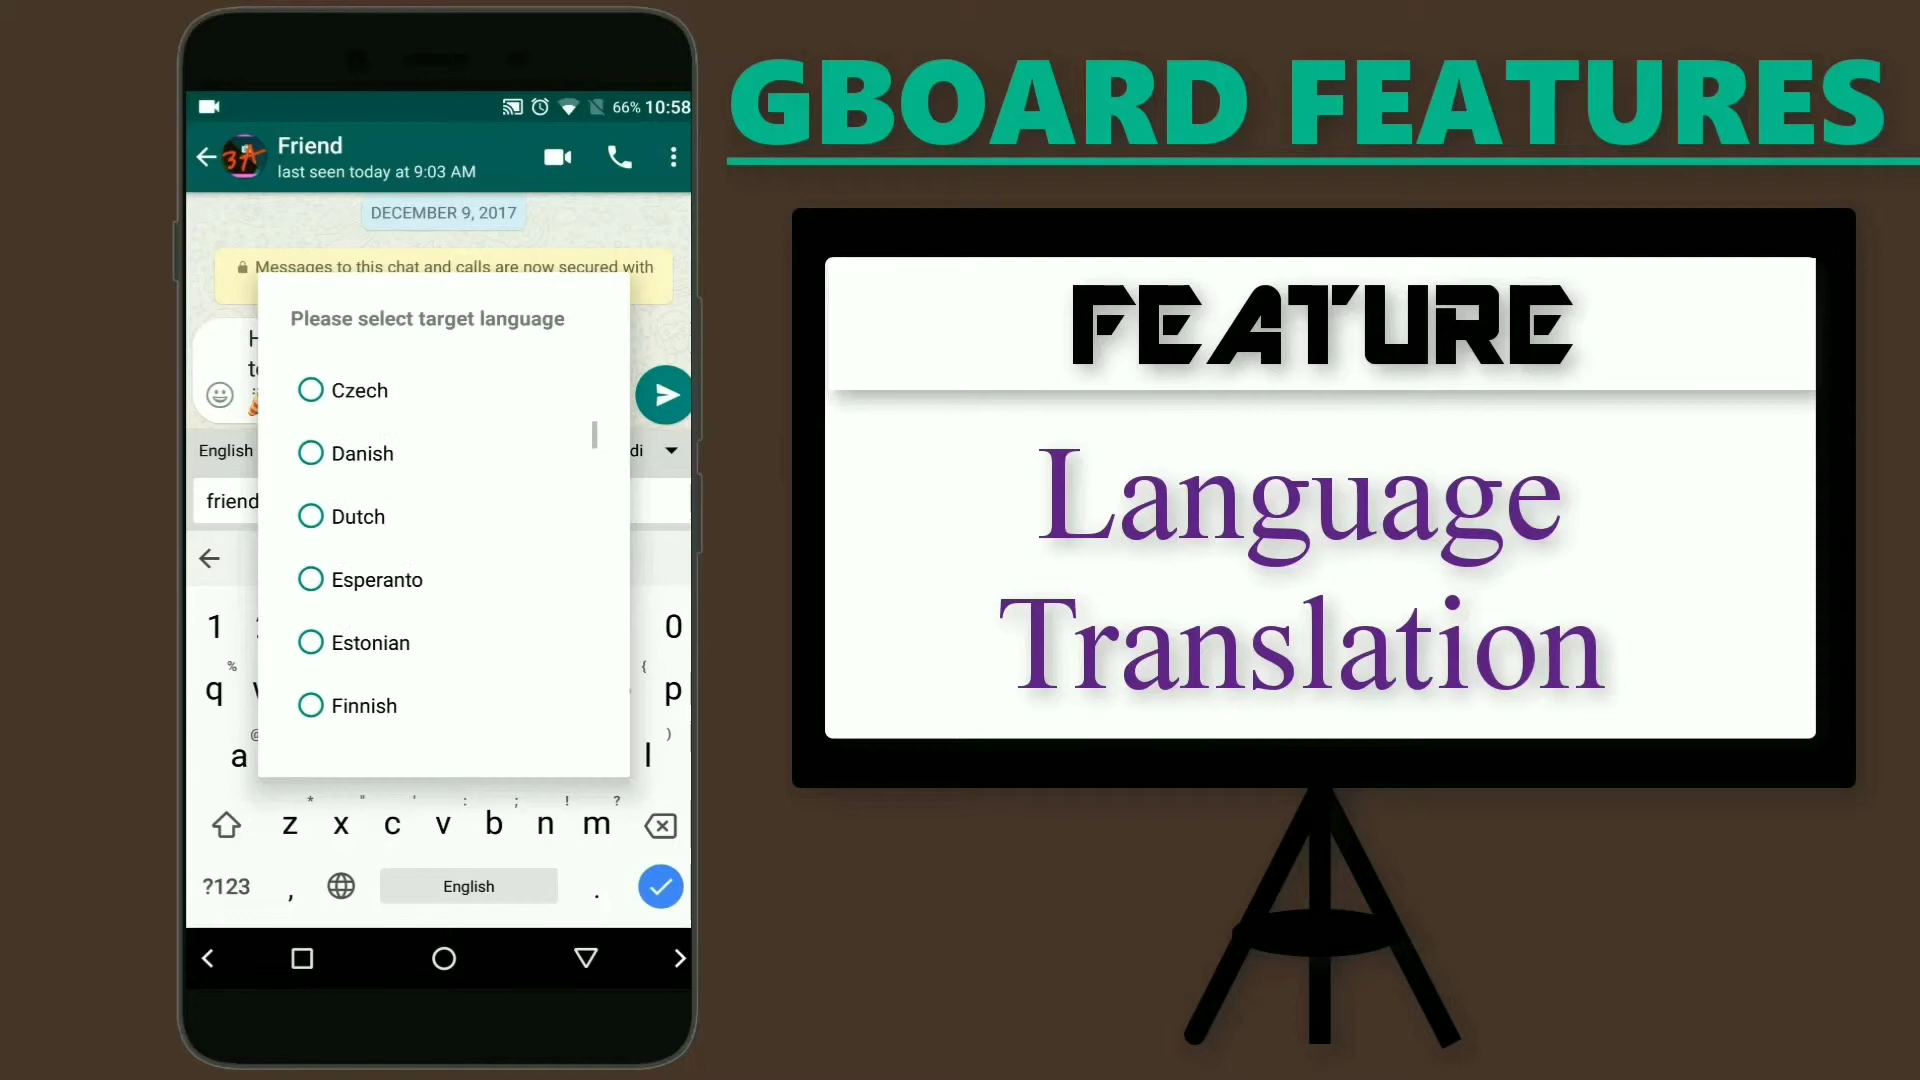 GBOARD FEATURES
66% 10:58
Friend
last seen today at 9:03 AM
DECEMBER 9, 2017
Messages to this chat and calls are now secured with
Please select target language
Czech
Danish
Dutch
Esperanto
Estonian
Finnish
English
friend
1 0
% {
q p
@ )
a l
* " ' : ; ! ?
z x c v b n m
?123 , English .
FEATURE
Language
Translation